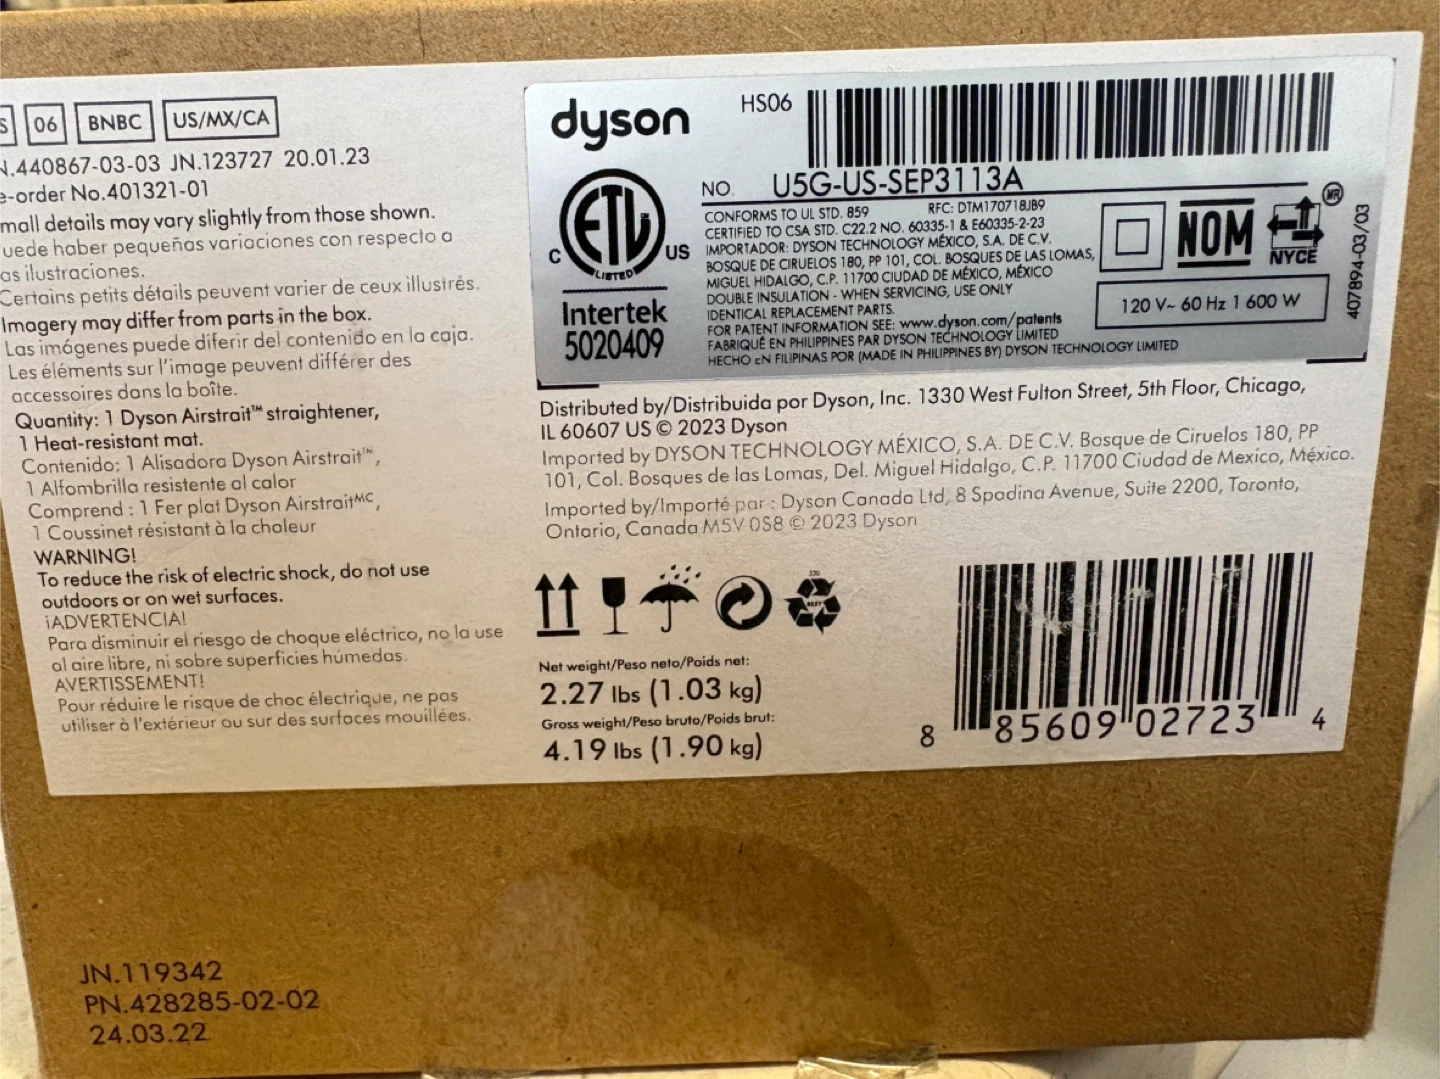 S 06 BNBC US/MX/CA
N.440867-03-03 JN.123727 20.01.23
e-order No.401321-01
mall details may vary slightly from those shown.
uede haber pequeñas variaciones con respecto a
as ilustraciones.
Certains petits détails peuvent varier de ceux illustrés.
Imagery may differ from parts in the box.
Las imágenes puede diferir del contenido en la caja.
Les éléments sur l'image peuvent différer des
accessoires dans la boîte.
Quantity: 1 Dyson Airstrait™ straightener,
1 Heat-resistant mat.
Contenido: 1 Alisadora Dyson Airstrait™,
1 Alfombrilla resistente al calor
Comprend : 1 Fer plat Dyson AirstraitMC,
1 Coussinet résistant à la chaleur
WARNING!
To reduce the risk of electric shock, do not use
outdoors or on wet surfaces.
¡ADVERTENCIA!
Para disminuir el riesgo de choque eléctrico, no la use
al aire libre, ni sobre superficies húmedas.
AVERTISSEMENT!
Pour réduire le risque de choc électrique, ne pas
utiliser à l'extérieur ou sur des surfaces mouillées.
dyson
HS06
NO. U5G-US-SEP3113A
C ETL US
LISTED
Intertek
5020409
CONFORMS TO UL STD. 859 RFC: DTM170718JB9
CERTIFIED TO CSA STD. C22.2 NO. 60335-1 & E60335-2-23
IMPORTADOR: DYSON TECHNOLOGY MÉXICO, S.A. DE C.V.
BOSQUE DE CIRUELOS 180, PP 101, COL. BOSQUES DE LAS LOMAS,
MIGUEL HIDALGO, C.P. 11700 CIUDAD DE MÉXICO, MÉXICO
DOUBLE INSULATION - WHEN SERVICING, USE ONLY
IDENTICAL REPLACEMENT PARTS.
FOR PATENT INFORMATION SEE: www.dyson.com/patents
FABRIQUÉ EN PHILIPPINES PAR DYSON TECHNOLOGY LIMITED
HECHO EN FILIPINAS POR (MADE IN PHILIPPINES BY) DYSON TECHNOLOGY LIMITED
NOM
NYCE
MR
120 V~ 60 Hz 1 600 W
407894-03/03
Distributed by/Distribuida por Dyson, Inc. 1330 West Fulton Street, 5th Floor, Chicago,
IL 60607 US © 2023 Dyson
Imported by DYSON TECHNOLOGY MÉXICO, S.A. DE C.V. Bosque de Ciruelos 180, PP
101, Col. Bosques de las Lomas, Del. Miguel Hidalgo, C.P. 11700 Ciudad de Mexico, México.
Imported by/Importé par : Dyson Canada Ltd, 8 Spadina Avenue, Suite 2200, Toronto,
Ontario, Canada M5V 0S8 © 2023 Dyson
Net weight/Peso neto/Poids net:
2.27 lbs (1.03 kg)
Gross weight/Peso bruto/Poids brut:
4.19 lbs (1.90 kg)
8 85609 02723 4
JN.119342
PN.428285-02-02
24.03.22